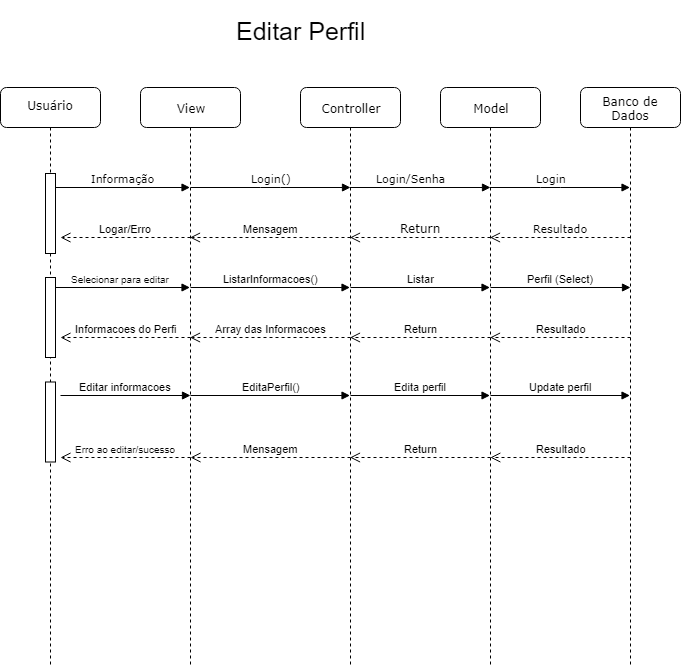 Editar Perfil
Usuário
View
Controller
Model
Banco de
Dados
Informação
Login()
Login/Senha
Login
Logar/Erro
Mensagem
Return
Resultado
Selecionar para editar
ListarInformacoes()
Listar
Perfil (Select)
Informacoes do Perfi
Array das Informacoes
Return
Resultado
Editar informacoes
EditaPerfil()
Edita perfil
Update perfil
Erro ao editar/sucesso
Mensagem
Return
Resultado